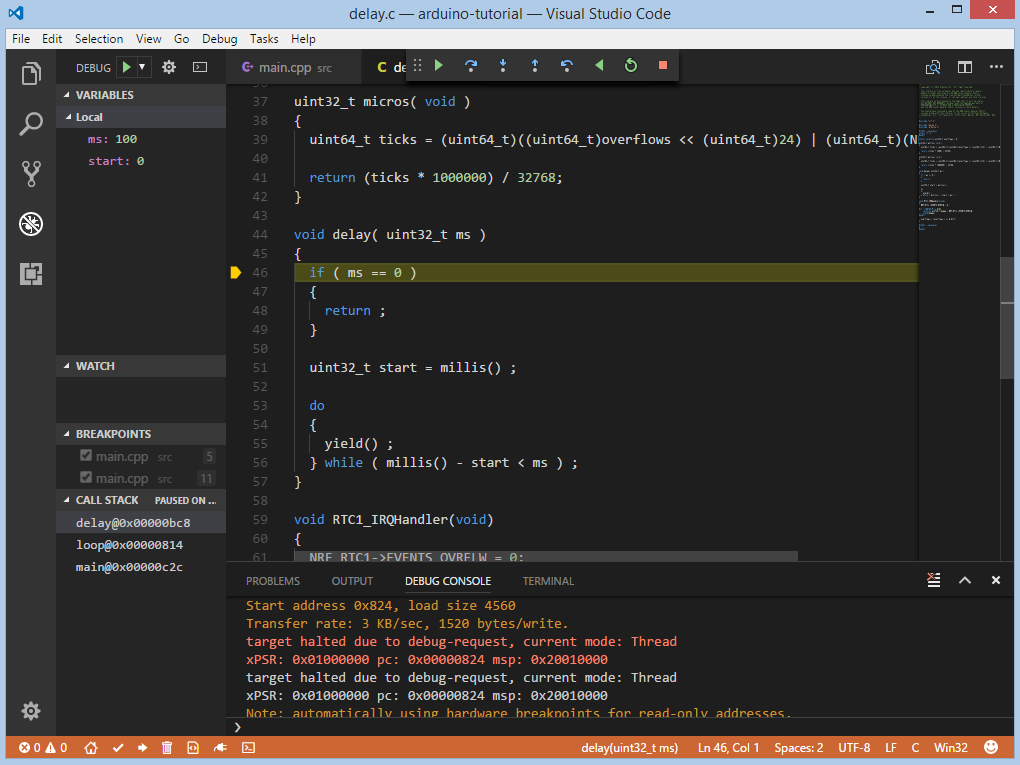 delay.c — arduino-tutorial — Visual Studio Code
File Edit Selection View Go Debug Tasks Help
DEBUG
main.cpp src
C de
VARIABLES
Local
ms: 100
start: 0
WATCH
BREAKPOINTS
main.cpp src 5
main.cpp src 11
CALL STACK PAUSED ON ...
delay@0x00000bc8
loop@0x00000814
main@0x00000c2c
37 uint32_t micros( void )
38 {
39 uint64_t ticks = (uint64_t)((uint64_t)overflows << (uint64_t)24) | (uint64_t)(N
40
41 return (ticks * 1000000) / 32768;
42 }
43
44 void delay( uint32_t ms )
45 {
46 if ( ms == 0 )
47 {
48 return ;
49 }
50
51 uint32_t start = millis() ;
52
53 do
54 {
55 yield() ;
56 } while ( millis() - start < ms ) ;
57 }
58
59 void RTC1_IRQHandler(void)
60 {
61 NRF_RTC1->EVENTS_OVRFLW = 0;
PROBLEMS OUTPUT DEBUG CONSOLE TERMINAL
Start address 0x824, load size 4560
Transfer rate: 3 KB/sec, 1520 bytes/write.
target halted due to debug-request, current mode: Thread
xPSR: 0x01000000 pc: 0x00000824 msp: 0x20010000
target halted due to debug-request, current mode: Thread
xPSR: 0x01000000 pc: 0x00000824 msp: 0x20010000
Note: automatically using hardware breakpoints for read-only addresses.
0 0 delay(uint32_t ms) Ln 46, Col 1 Spaces: 2 UTF-8 LF C Win32